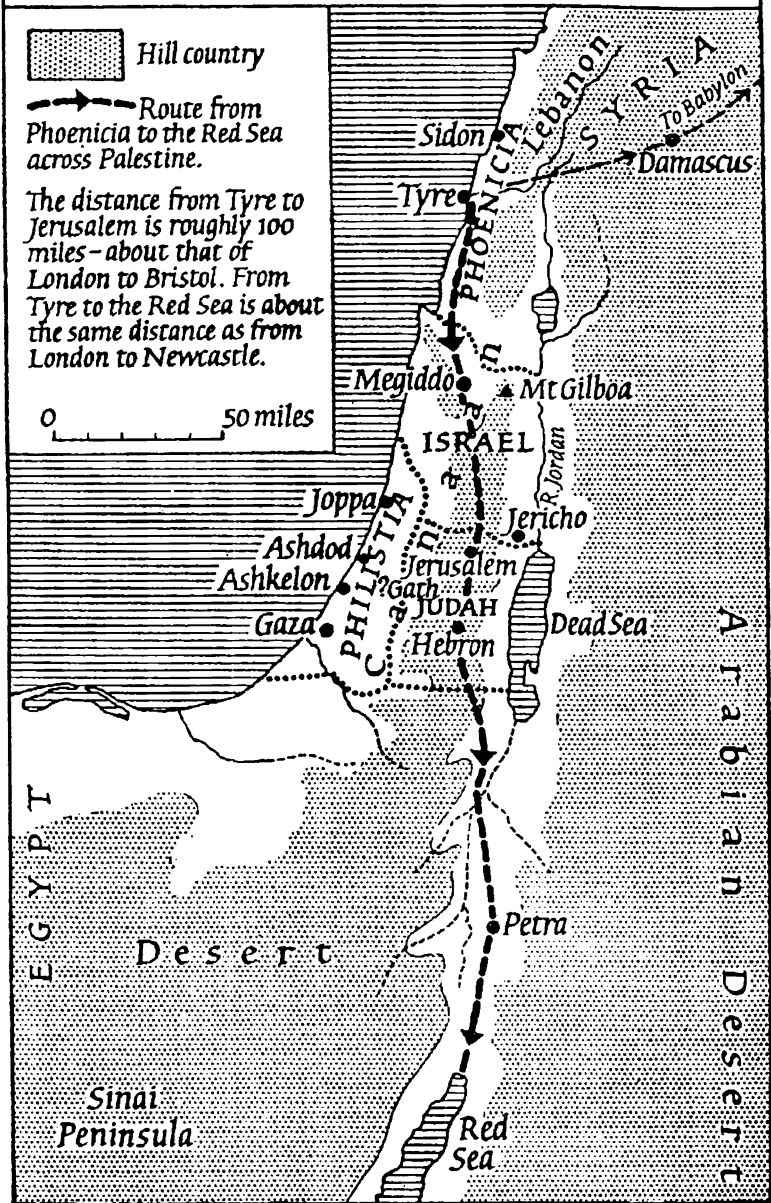 Hill country
Route from
Phoenicia to the Red Sea
across Palestine.
The distance from Tyre to
Jerusalem is roughly 100
miles – about that of
London to Bristol. From
Tyre to the Red Sea is about
the same distance as from
London to Newcastle.
0 50 miles
Lebanon
SYRIA
To Babylon
Sidon
Damascus
Tyre
PHOENICIA
Megiddo
Mt Gilboa
Canaan
ISRAEL
R. Jordan
Joppa
PHILISTIA
Jericho
Ashdod
Jerusalem
Ashkelon
?Gath
JUDAH
Gaza
Hebron
Dead Sea
Arabian Desert
EGYPT
Desert
Petra
Sinai
Peninsula
Red
Sea